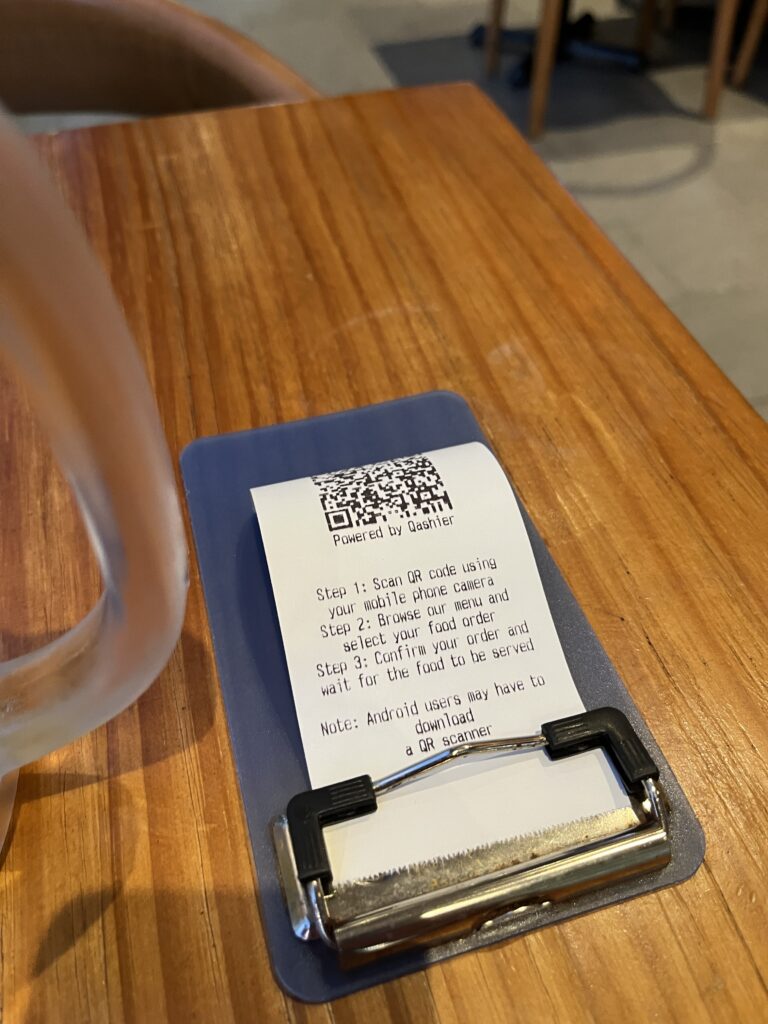 Powered by Qashier
Step 1: Scan QR code using
your mobile phone camera
Step 2: Browse our menu and
select your food order
Step 3: Confirm your order and
wait for the food to be served
Note: Android users may have to
download
a QR scanner